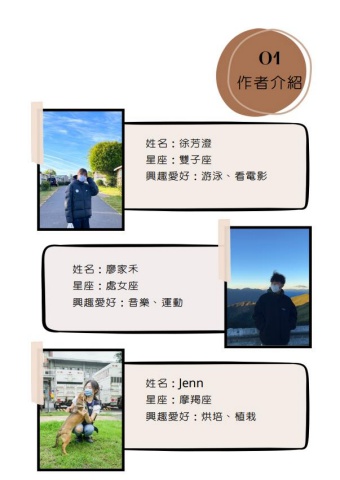 01
作者介紹
姓名：徐芳澄
星座：雙子座
興趣愛好：游泳、看電影
姓名：廖家禾
星座：處女座
興趣愛好：音樂、運動
姓名：Jenn
星座：摩羯座
興趣愛好：烘培、植栽